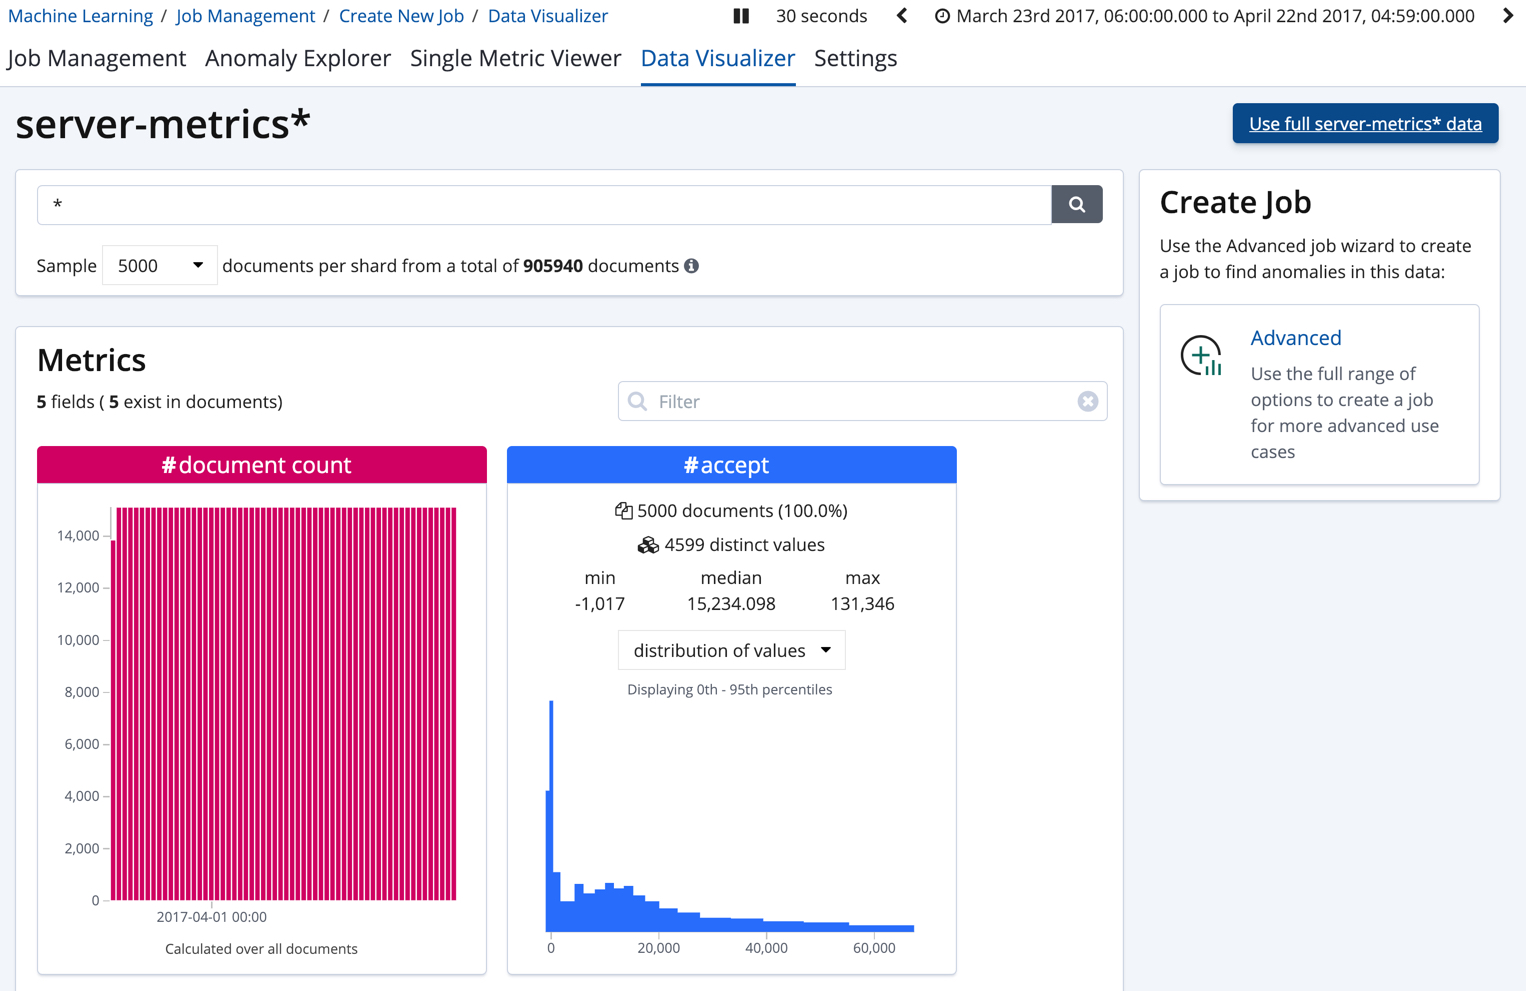 Machine Learning / Job Management / Create New Job / Data Visualizer
30 seconds
March 23rd 2017, 06:00:00.000 to April 22nd 2017, 04:59:00.000
Job Management Anomaly Explorer Single Metric Viewer Data Visualizer Settings
server-metrics*
Use full server-metrics* data
*
Sample 5000 documents per shard from a total of 905940 documents
Metrics
5 fields ( 5 exist in documents)
Filter
#document count
14,000
12,000
10,000
8,000
6,000
4,000
2,000
0
2017-04-01 00:00
Calculated over all documents
#accept
5000 documents (100.0%)
4599 distinct values
min median max
-1,017 15,234.098 131,346
distribution of values
Displaying 0th - 95th percentiles
0 20,000 40,000 60,000
Create Job
Use the Advanced job wizard to create
a job to find anomalies in this data:
Advanced
Use the full range of
options to create a job
for more advanced use
cases